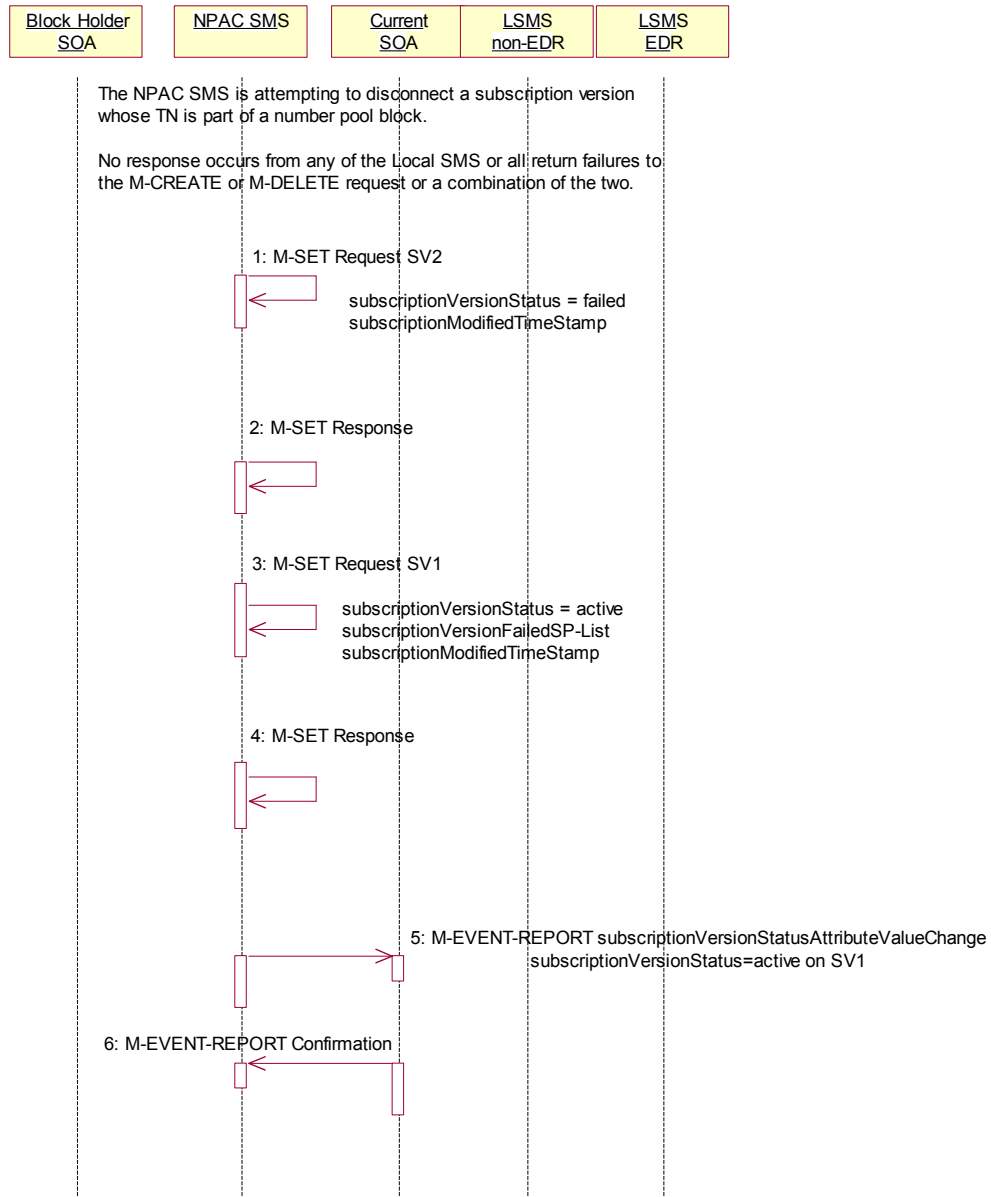 Block Holder
SOA
NPAC SMS
Current
SOA
LSMS
non-EDR
LSMS
EDR
The NPAC SMS is attempting to disconnect a subscription version
whose TN is part of a number pool block.
No response occurs from any of the Local SMS or all return failures to
the M-CREATE or M-DELETE request or a combination of the two.
1: M-SET Request SV2
subscriptionVersionStatus = failed
subscriptionModifiedTimeStamp
2: M-SET Response
3: M-SET Request SV1
subscriptionVersionStatus = active
subscriptionVersionFailedSP-List
subscriptionModifiedTimeStamp
4: M-SET Response
5: M-EVENT-REPORT subscriptionVersionStatusAttributeValueChange
subscriptionVersionStatus=active on SV1
6: M-EVENT-REPORT Confirmation